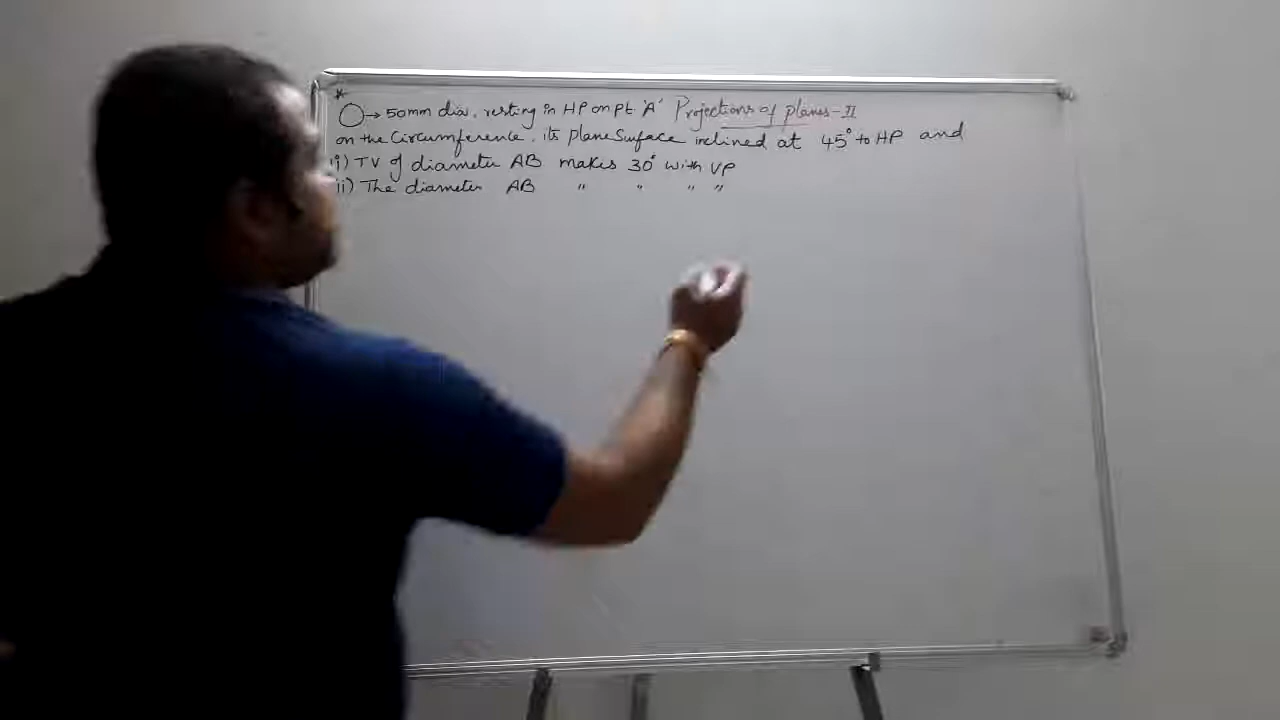 * O→ 50mm dia, resting in HP on pt 'A' Projections of planes-II
on the Circumference, its plane Surface inclined at 45° to HP and
i) TV of diameter AB makes 30° with VP
ii) The diameter AB " " " "